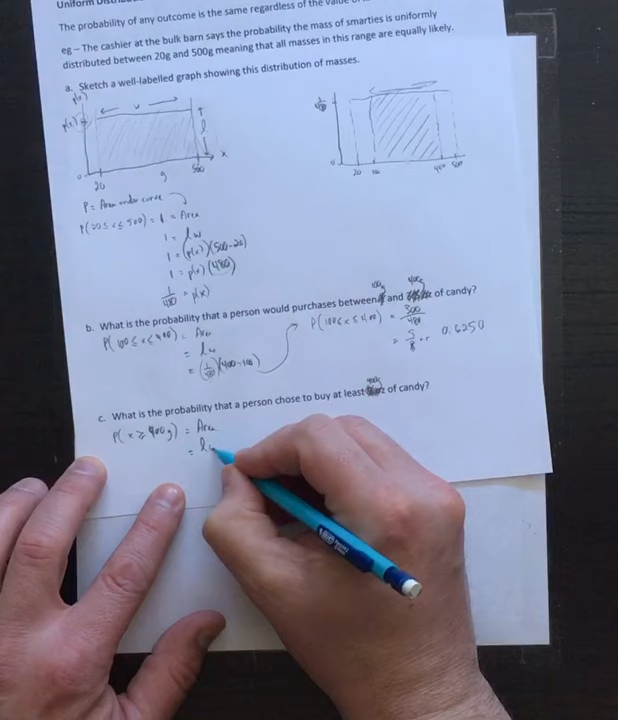 Uniform
The probability of any outcome is the same regardless of the value
eg – The cashier at the bulk barn says the probability the mass of smarties is uniformly
distributed between 20g and 500g meaning that all masses in this range are equally likely.
a. Sketch a well-labelled graph showing this distribution of masses.
p(x)
w
p(x)
l
x
0
20
g
500
1/480
0
20
100
400
500
P = Area under curve
P(20 ≤ x ≤ 500) = 1 = Area
1 = lw
1 = (p(x))(500-20)
1 = p(x)(480)
1/480 = p(x)
100g 400g
b. What is the probability that a person would purchases between and of candy?
P(100 ≤ x ≤ 400) = Area
= lw
= (1/480)(400-100)
P(100 ≤ x ≤ 400) = 300/480
= 5/8 or 0.6250
400g
c. What is the probability that a person chose to buy at least of candy?
P(x ≥ 400g) = Area
= lw
BIC